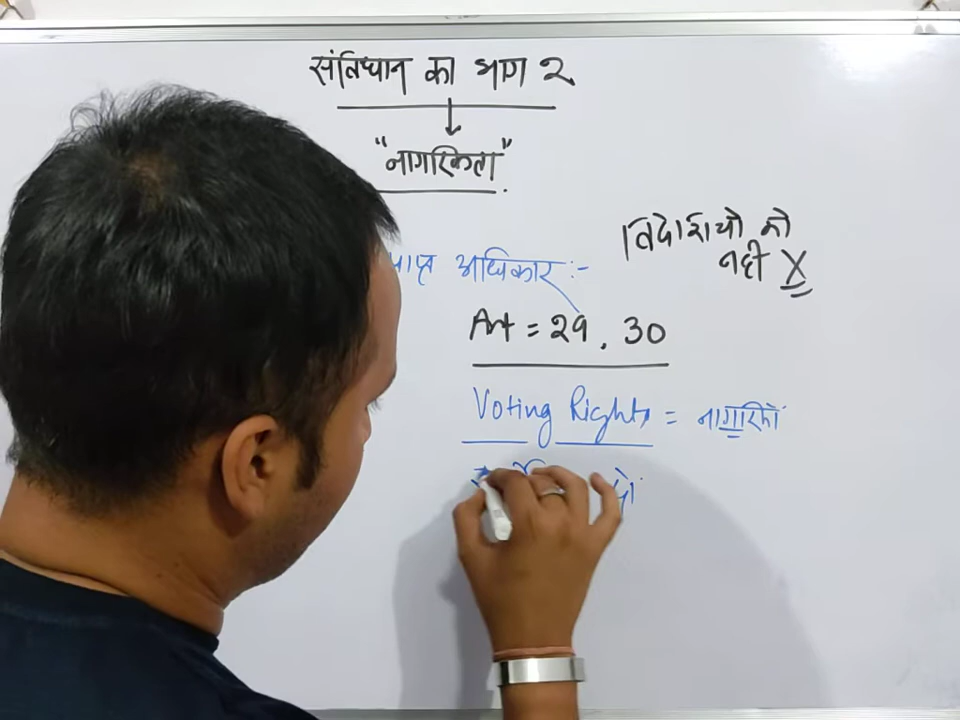 संविधान का भाग 2
"नागरिकता".
विदेशियो को
नही X
प्राप्त अधिकार :-
Art = 29, 30
Voting Rights = नागरिको